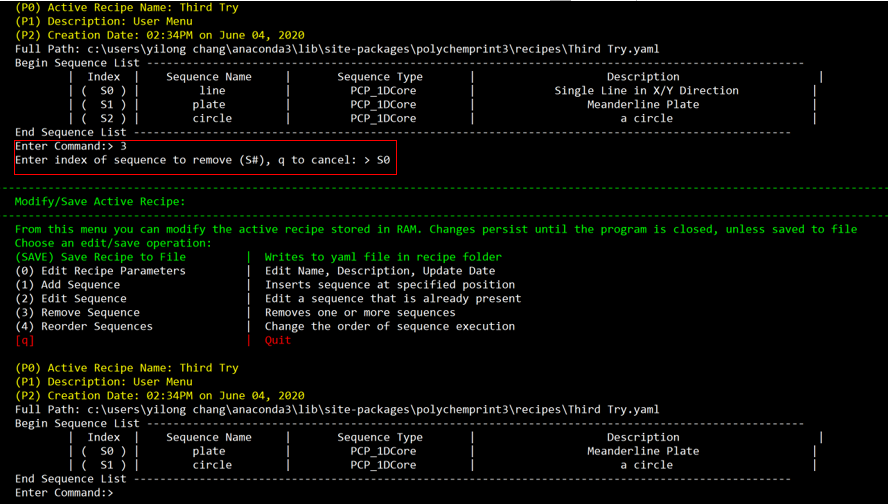 (P0) Active Recipe Name: Third Try
(P1) Description: User Menu
(P2) Creation Date: 02:34PM on June 04, 2020
Full Path: c:\users\yilong chang\anaconda3\lib\site-packages\polychemprint3\recipes\Third Try.yaml
Begin Sequence List ----------------------------------------------------------------------------------------------------
| Index | Sequence Name | Sequence Type | Description |
| ( S0 ) | line | PCP_1DCore | Single Line in X/Y Direction |
| ( S1 ) | plate | PCP_1DCore | Meanderline Plate |
| ( S2 ) | circle | PCP_1DCore | a circle |
End Sequence List ----------------------------------------------------------------------------------------------------
Enter Command:> 3
Enter index of sequence to remove (S#), q to cancel: > S0
------------------------------------------------------------------------------------------------------------------------
Modify/Save Active Recipe:
------------------------------------------------------------------------------------------------------------------------
From this menu you can modify the active recipe stored in RAM. Changes persist until the program is closed, unless saved to file
Choose an edit/save operation:
(SAVE) Save Recipe to File | Writes to yaml file in recipe folder
(0) Edit Recipe Parameters | Edit Name, Description, Update Date
(1) Add Sequence | Inserts sequence at specified position
(2) Edit Sequence | Edit a sequence that is already present
(3) Remove Sequence | Removes one or more sequences
(4) Reorder Sequences | Change the order of sequence execution
[q] | Quit
(P0) Active Recipe Name: Third Try
(P1) Description: User Menu
(P2) Creation Date: 02:34PM on June 04, 2020
Full Path: c:\users\yilong chang\anaconda3\lib\site-packages\polychemprint3\recipes\Third Try.yaml
Begin Sequence List ----------------------------------------------------------------------------------------------------
| Index | Sequence Name | Sequence Type | Description |
| ( S0 ) | plate | PCP_1DCore | Meanderline Plate |
| ( S1 ) | circle | PCP_1DCore | a circle |
End Sequence List ----------------------------------------------------------------------------------------------------
Enter Command:>